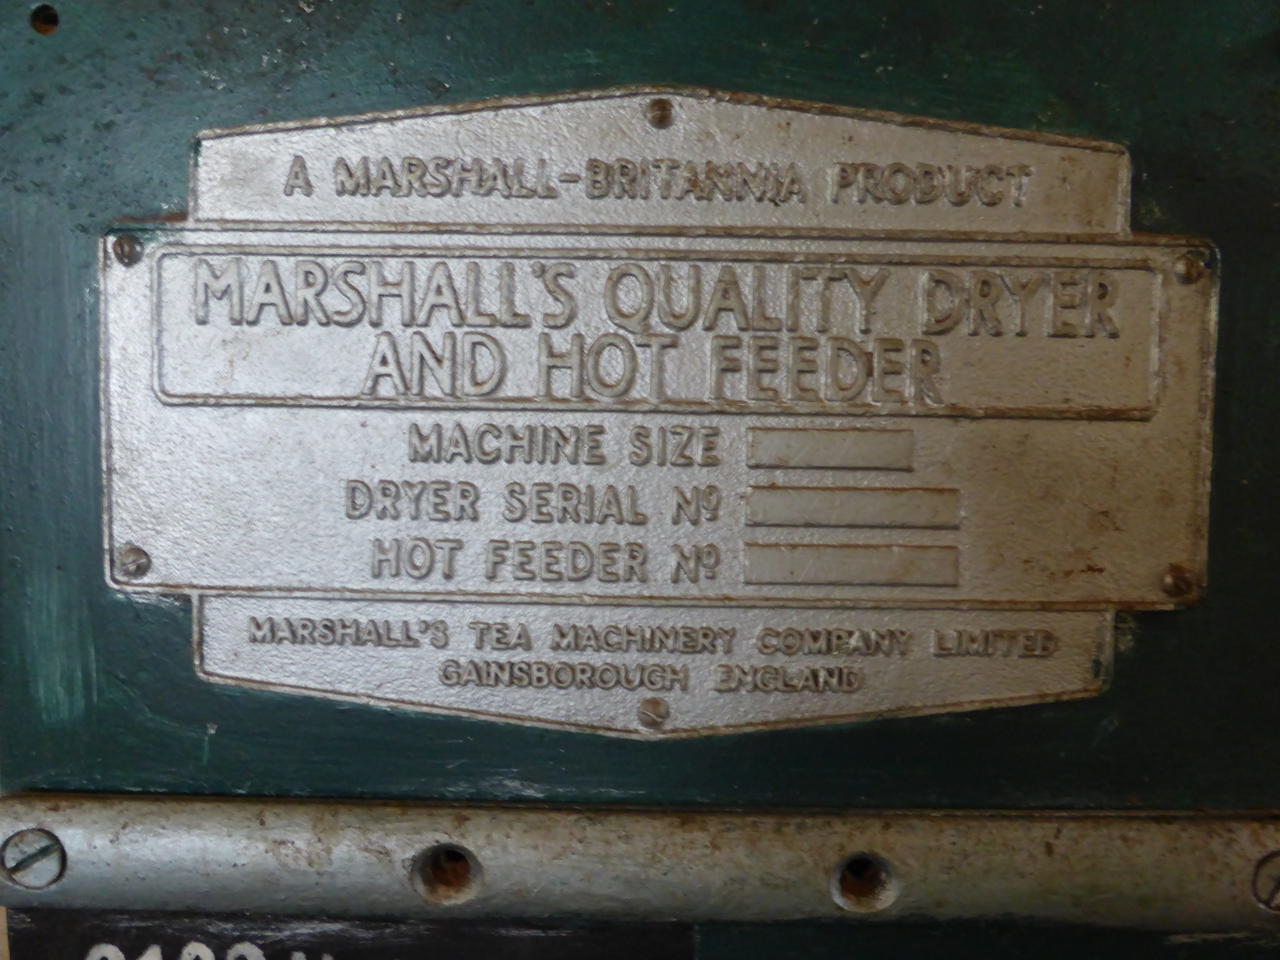 A MARSHALL-BRITANNIA PRODUCT
MARSHALL'S QUALITY DRYER
AND HOT FEEDER
MACHINE SIZE
DRYER SERIAL Nº
HOT FEEDER Nº
MARSHALL'S TEA MACHINERY COMPANY LIMITED
GAINSBOROUGH ENGLAND